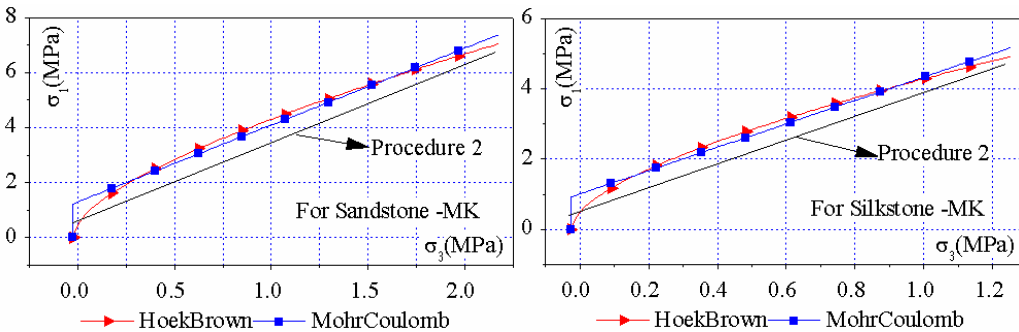 8
6
4
2
0
σ₁(MPa)
Procedure 2
For Sandstone -MK
σ₃(MPa)
0.0 0.5 1.0 1.5 2.0
HoekBrown MohrCoulomb
6
4
2
0
σ₁(MPa)
Procedure 2
For Silkstone -MK
σ₃(MPa)
0.0 0.2 0.4 0.6 0.8 1.0 1.2
HoekBrown MohrCoulomb